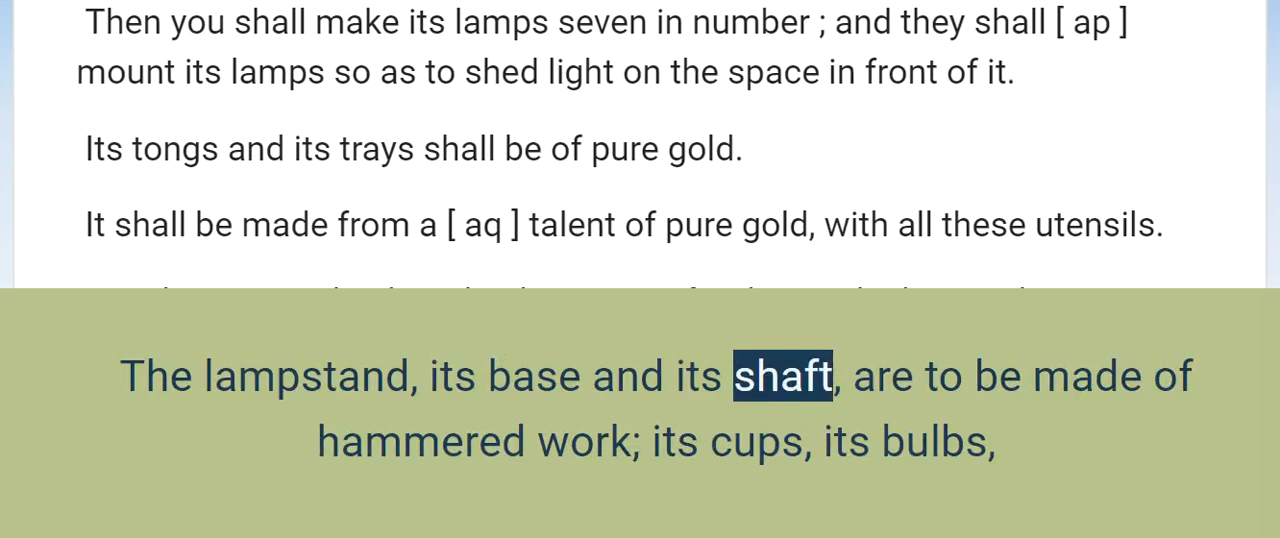 Then you shall make its lamps seven in number ; and they shall [ ap ]
mount its lamps so as to shed light on the space in front of it.
Its tongs and its trays shall be of pure gold.
It shall be made from a [ aq ] talent of pure gold, with all these utensils.
The lampstand, its base and its shaft, are to be made of
hammered work; its cups, its bulbs,